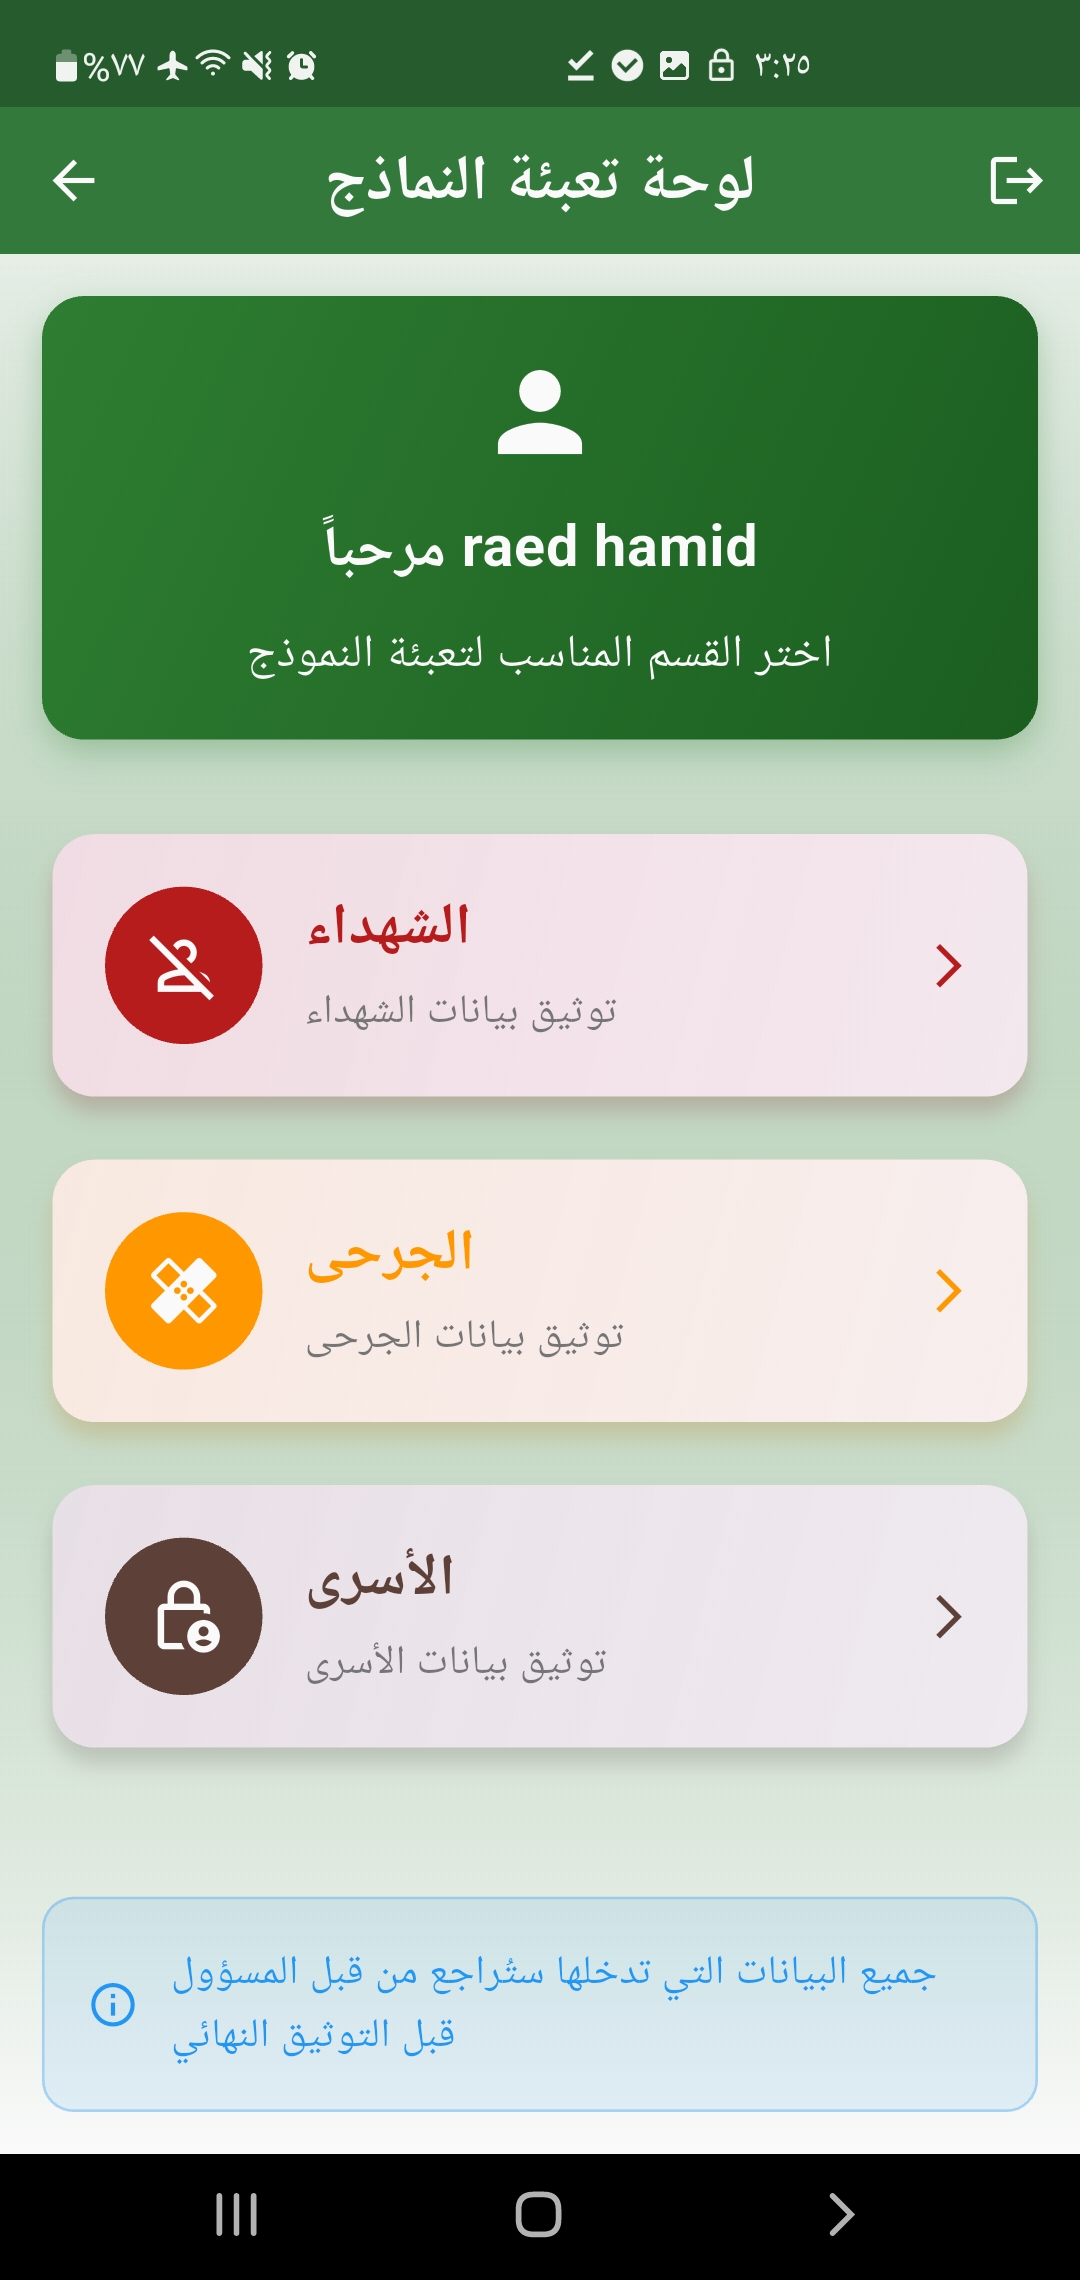 %٧٧
٣:٢٥
لوحة تعبئة النماذج
مرحباً raed hamid
اختر القسم المناسب لتعبئة النموذج
الشهداء
توثيق بيانات الشهداء
الجرحى
توثيق بيانات الجرحى
الأسرى
توثيق بيانات الأسرى
جميع البيانات التي تدخلها ستُراجع من قبل المسؤول
قبل التوثيق النهائي